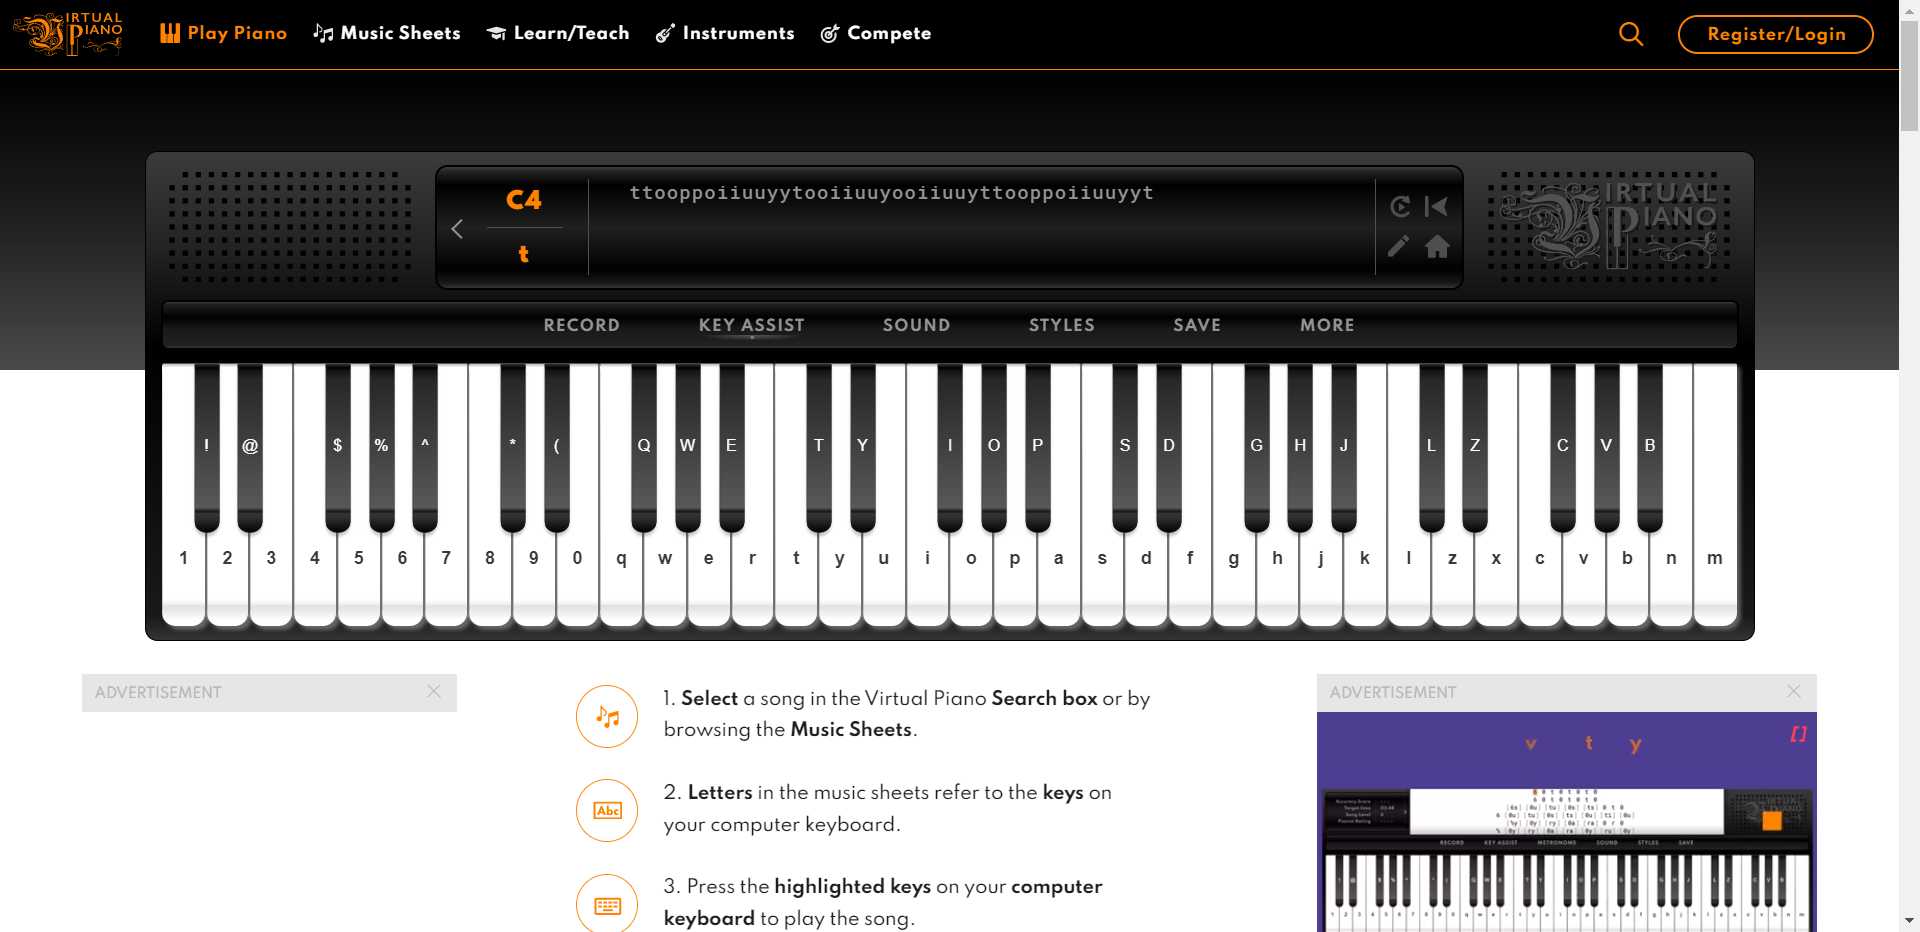 VIRTUAL PIANO
Play Piano
Music Sheets
Learn/Teach
Instruments
Compete
Register/Login
C4
t
ttooppoiiuuyytooiiuuyooiiuuyttooppoiiuuyyt
VIRTUAL PIANO
RECORD
KEY ASSIST
SOUND
STYLES
SAVE
MORE
! @ $ % ^ * ( Q W E T Y I O P S D G H J L Z C V B
1 2 3 4 5 6 7 8 9 0 q w e r t y u i o p a s d f g h j k l z x c v b n m
ADVERTISEMENT
1. Select a song in the Virtual Piano Search box or by
browsing the Music Sheets.
Abc
2. Letters in the music sheets refer to the keys on
your computer keyboard.
3. Press the highlighted keys on your computer
keyboard to play the song.
ADVERTISEMENT
v t y
[ ]
RECORD KEY ASSIST METRONOME SOUND STYLES SAVE